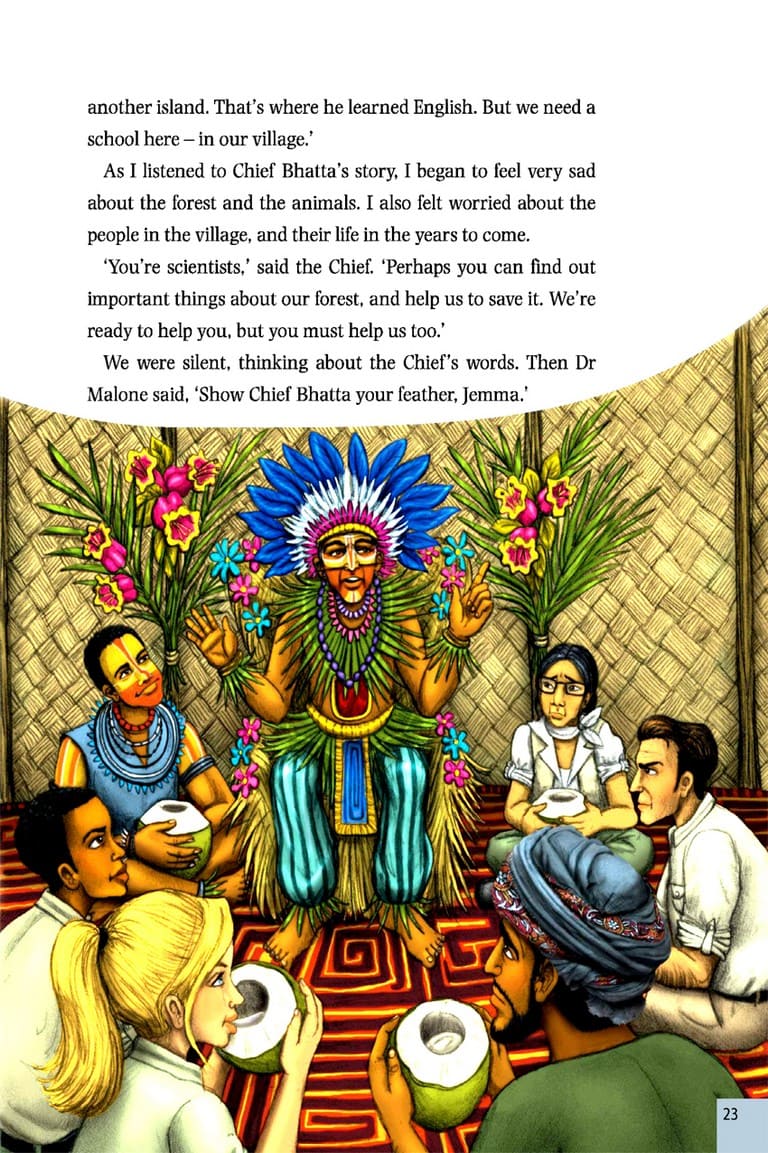 another island. That’s where he learned English. But we need a
school here – in our village.’
As I listened to Chief Bhatta’s story, I began to feel very sad
about the forest and the animals. I also felt worried about the
people in the village, and their life in the years to come.
‘You’re scientists,’ said the Chief. ‘Perhaps you can find out
important things about our forest, and help us to save it. We’re
ready to help you, but you must help us too.’
We were silent, thinking about the Chief’s words. Then Dr
Malone said, ‘Show Chief Bhatta your feather, Jemma.’
23